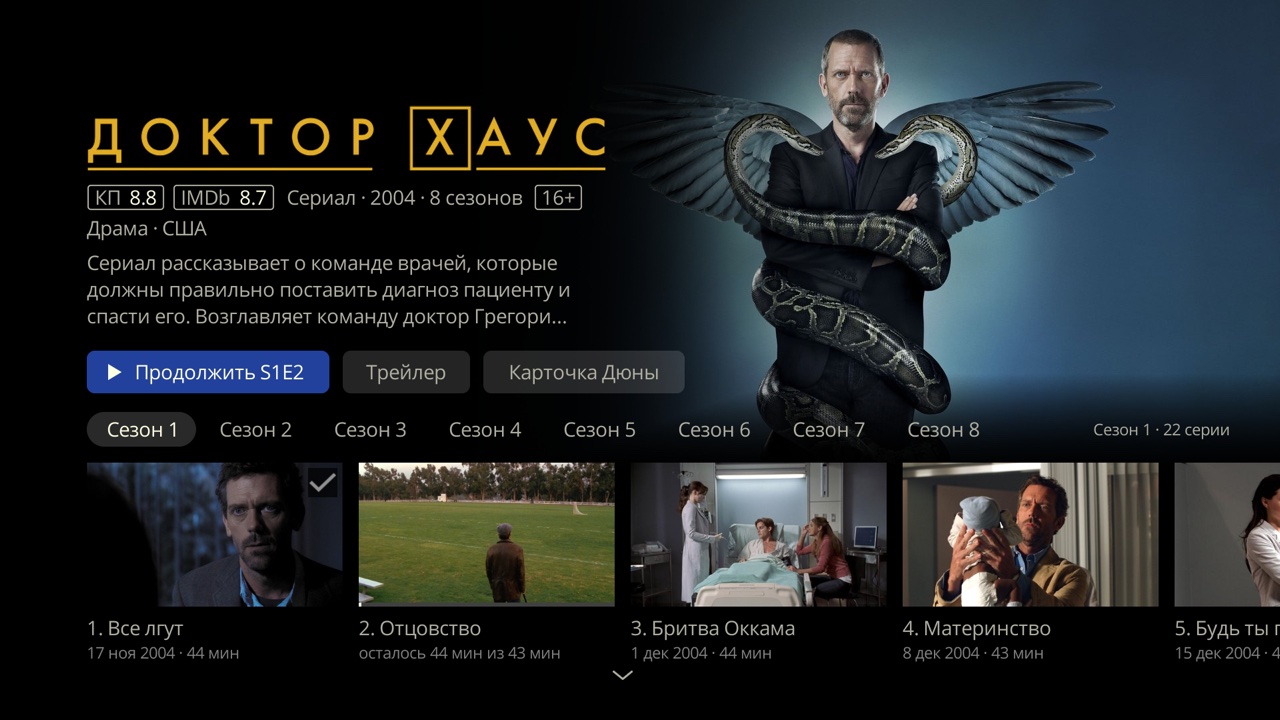 ДОКТОР ХАУС
КП 8.8 IMDb 8.7 Сериал · 2004 · 8 сезонов 16+
Драма · США
Сериал рассказывает о команде врачей, которые
должны правильно поставить диагноз пациенту и
спасти его. Возглавляет команду доктор Грегори...
Продолжить S1E2 Трейлер Карточка Дюны
Сезон 1 Сезон 2 Сезон 3 Сезон 4 Сезон 5 Сезон 6 Сезон 7 Сезон 8 Сезон 1 · 22 серии
1. Все лгут 2. Отцовство 3. Бритва Оккама 4. Материнство 5. Будь ты
17 ноя 2004 · 44 мин осталось 44 мин из 43 мин 1 дек 2004 · 44 мин 8 дек 2004 · 43 мин 15 дек 2004 ·